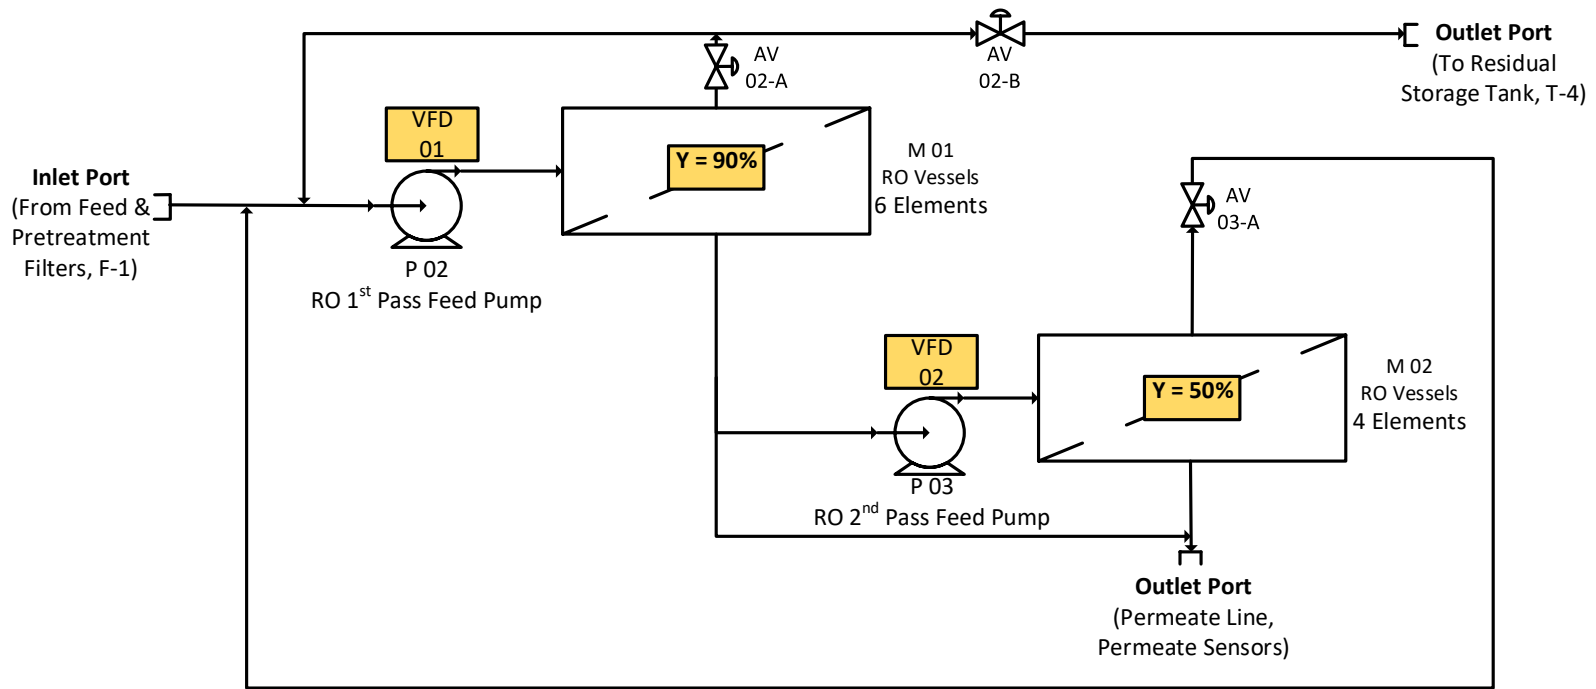 AV
02-A
AV
02-B
Outlet Port
(To Residual
Storage Tank, T-4)
VFD
01
Y = 90%
M 01
RO Vessels
6 Elements
Inlet Port
(From Feed &
Pretreatment
Filters, F-1)
P 02
RO 1st Pass Feed Pump
AV
03-A
VFD
02
Y = 50%
M 02
RO Vessels
4 Elements
P 03
RO 2nd Pass Feed Pump
Outlet Port
(Permeate Line,
Permeate Sensors)